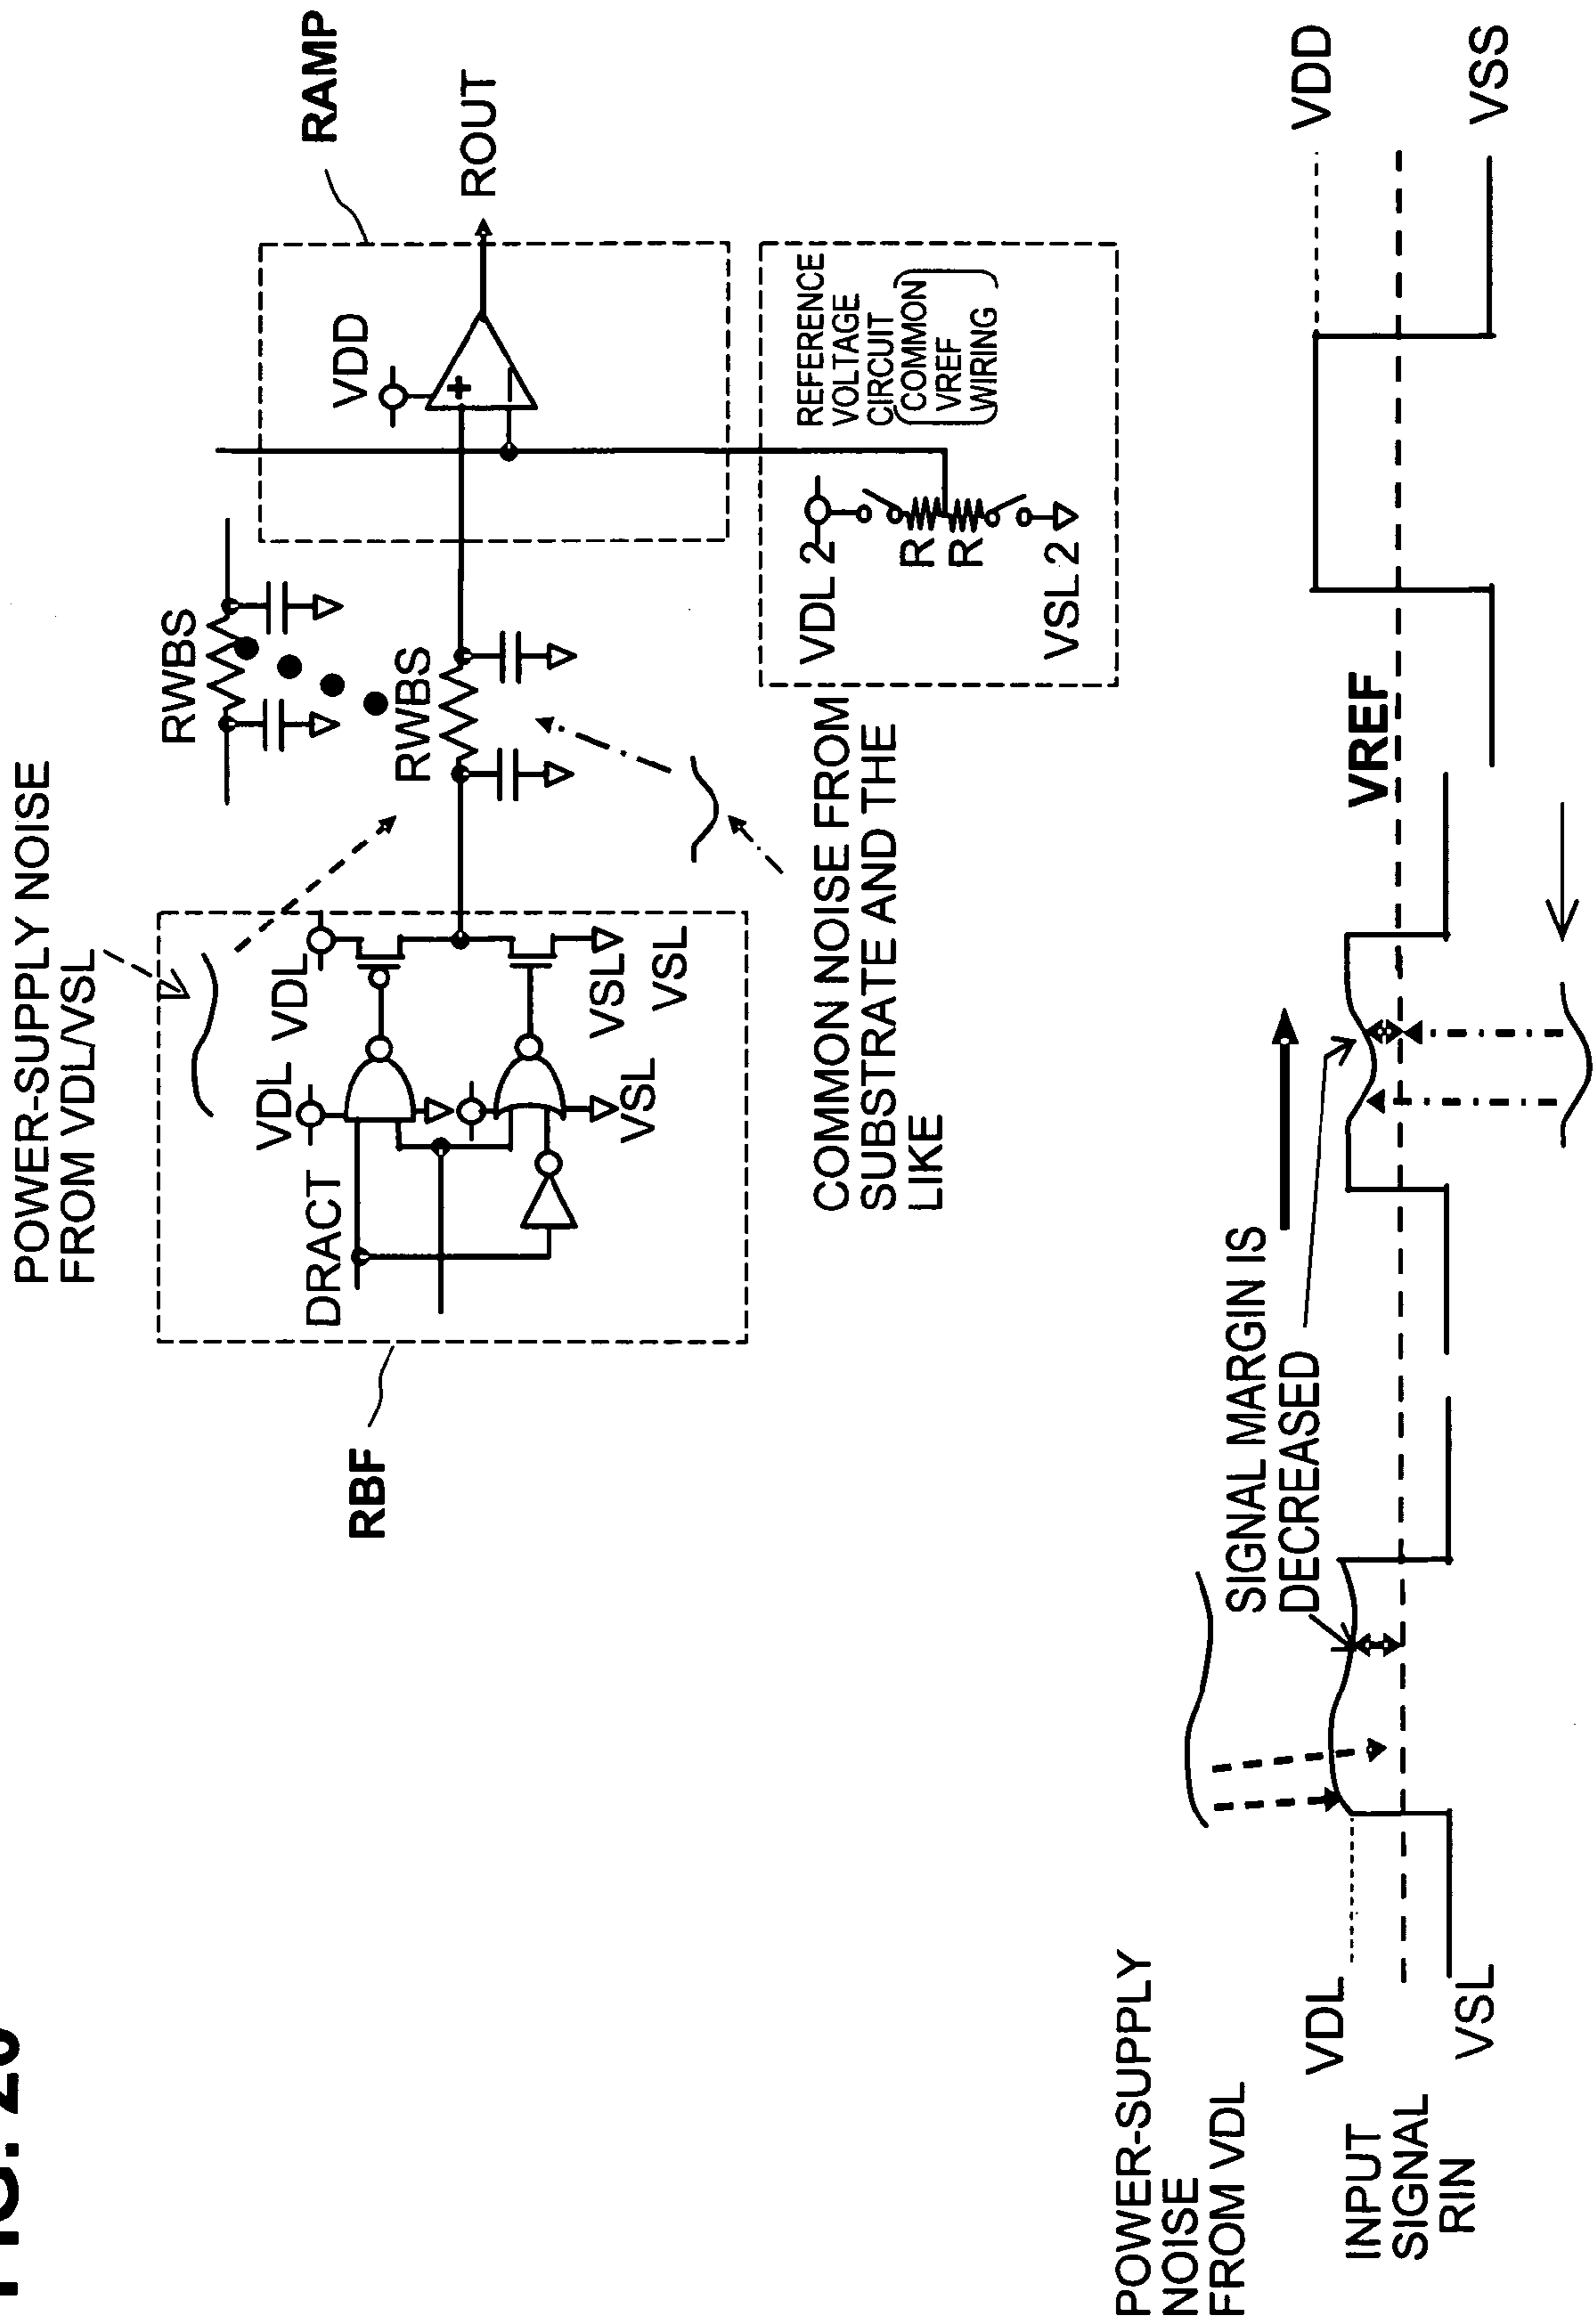 FIG.
POWER-SUPPLY NOISE
FROM VDL/VSL
RWBS
RAMP
RBF
DRACT
VDL
VDL
VSL
VSL
VSL
RWBS
VDD
ROUT
COMMON NOISE FROM
SUBSTRATE AND THE
LIKE
VDL 2
R
R
VSL 2
REFERENCE
VOLTAGE
CIRCUIT
COMMON
VREF
WIRING
POWER-SUPPLY
NOISE
FROM VDL
SIGNAL MARGIN IS
DECREASED
VDL
INPUT
SIGNAL
RIN
VSL
VREF
VDD
VSS